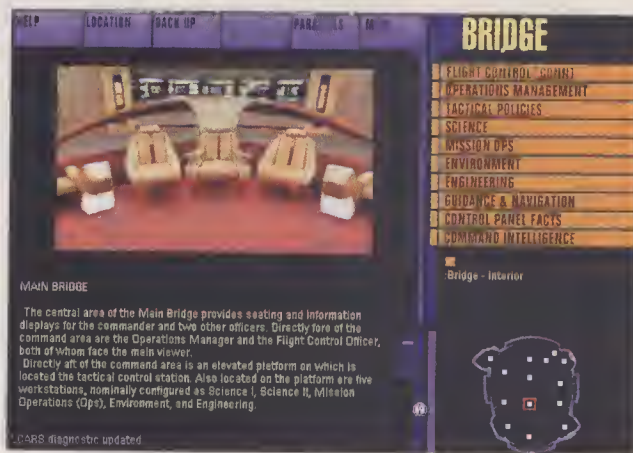 HELP
LOCATION
BACK UP
BRIDGE
FLIGHT CONTROL (CONN)
OPERATIONS MANAGEMENT
TACTICAL POLICIES
SCIENCE
MISSION OPS
ENVIRONMENT
ENGINEERING
GUIDANCE & NAVIGATION
CONTROL PANEL FACTS
COMMAND INTELLIGENCE
:Bridge - Interior
MAIN BRIDGE
The central area of the Main Bridge provides seating and information
displays for the commander and two other officers. Directly fore of the
command area are the Operations Manager and the Flight Control Officer,
both of whom face the main viewer.
Directly aft of the command area is an elevated platform on which is
located the tactical control station. Also located on the platform are five
workstations, nominally configured as Science I, Science II, Mission
Operations (Ops), Environment, and Engineering.
LCARS diagnostic updated